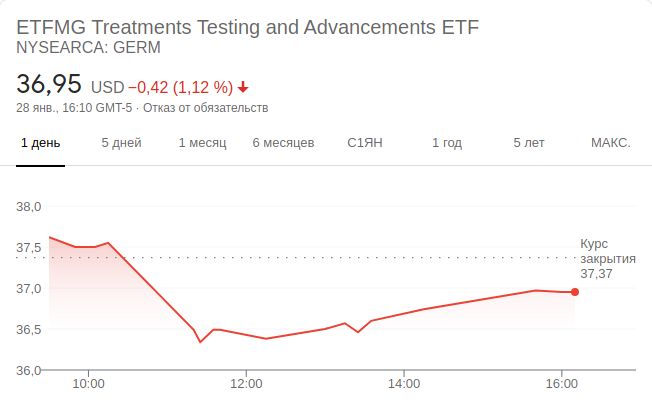 ETFMG Treatments Testing and Advancements ETF
NYSEARCA: GERM
36,95 USD −0,42 (1,12 %)
28 янв., 16:10 GMT-5 · Отказ от обязательств
1 день 5 дней 1 месяц 6 месяцев С1ЯН 1 год 5 лет МАКС.
38,0
37,5
37,0
36,5
36,0
Курс
закрытия
37,37
10:00 12:00 14:00 16:00